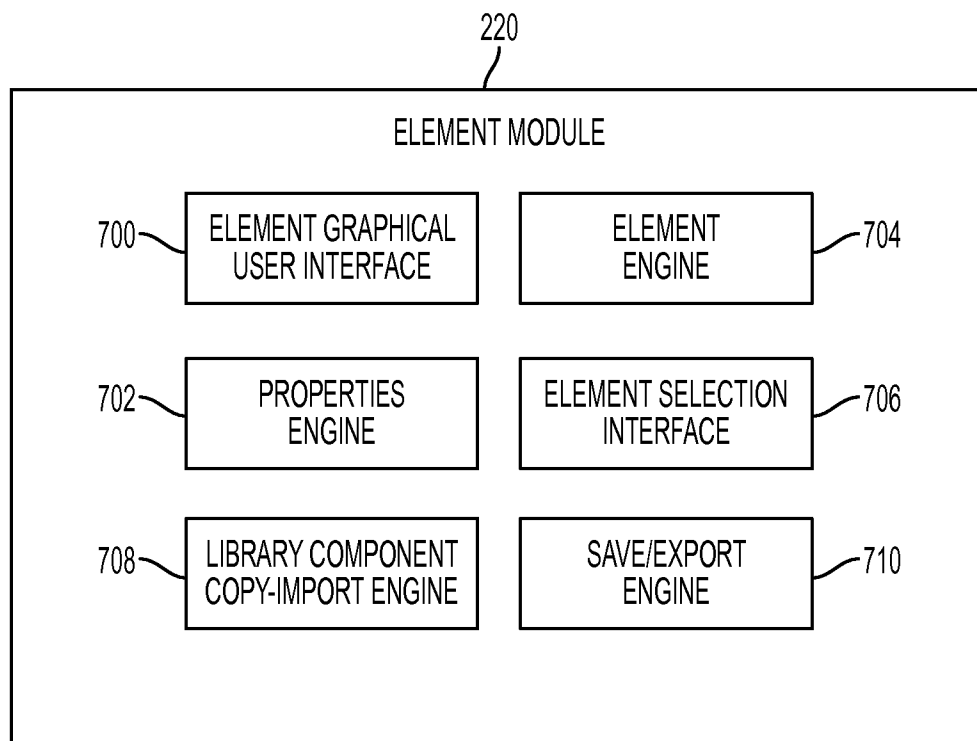 220
ELEMENT MODULE
700
ELEMENT GRAPHICAL
USER INTERFACE
ELEMENT
ENGINE
704
702
PROPERTIES
ENGINE
ELEMENT SELECTION
INTERFACE
706
708
LIBRARY COMPONENT
COPY-IMPORT ENGINE
SAVE/EXPORT
ENGINE
710